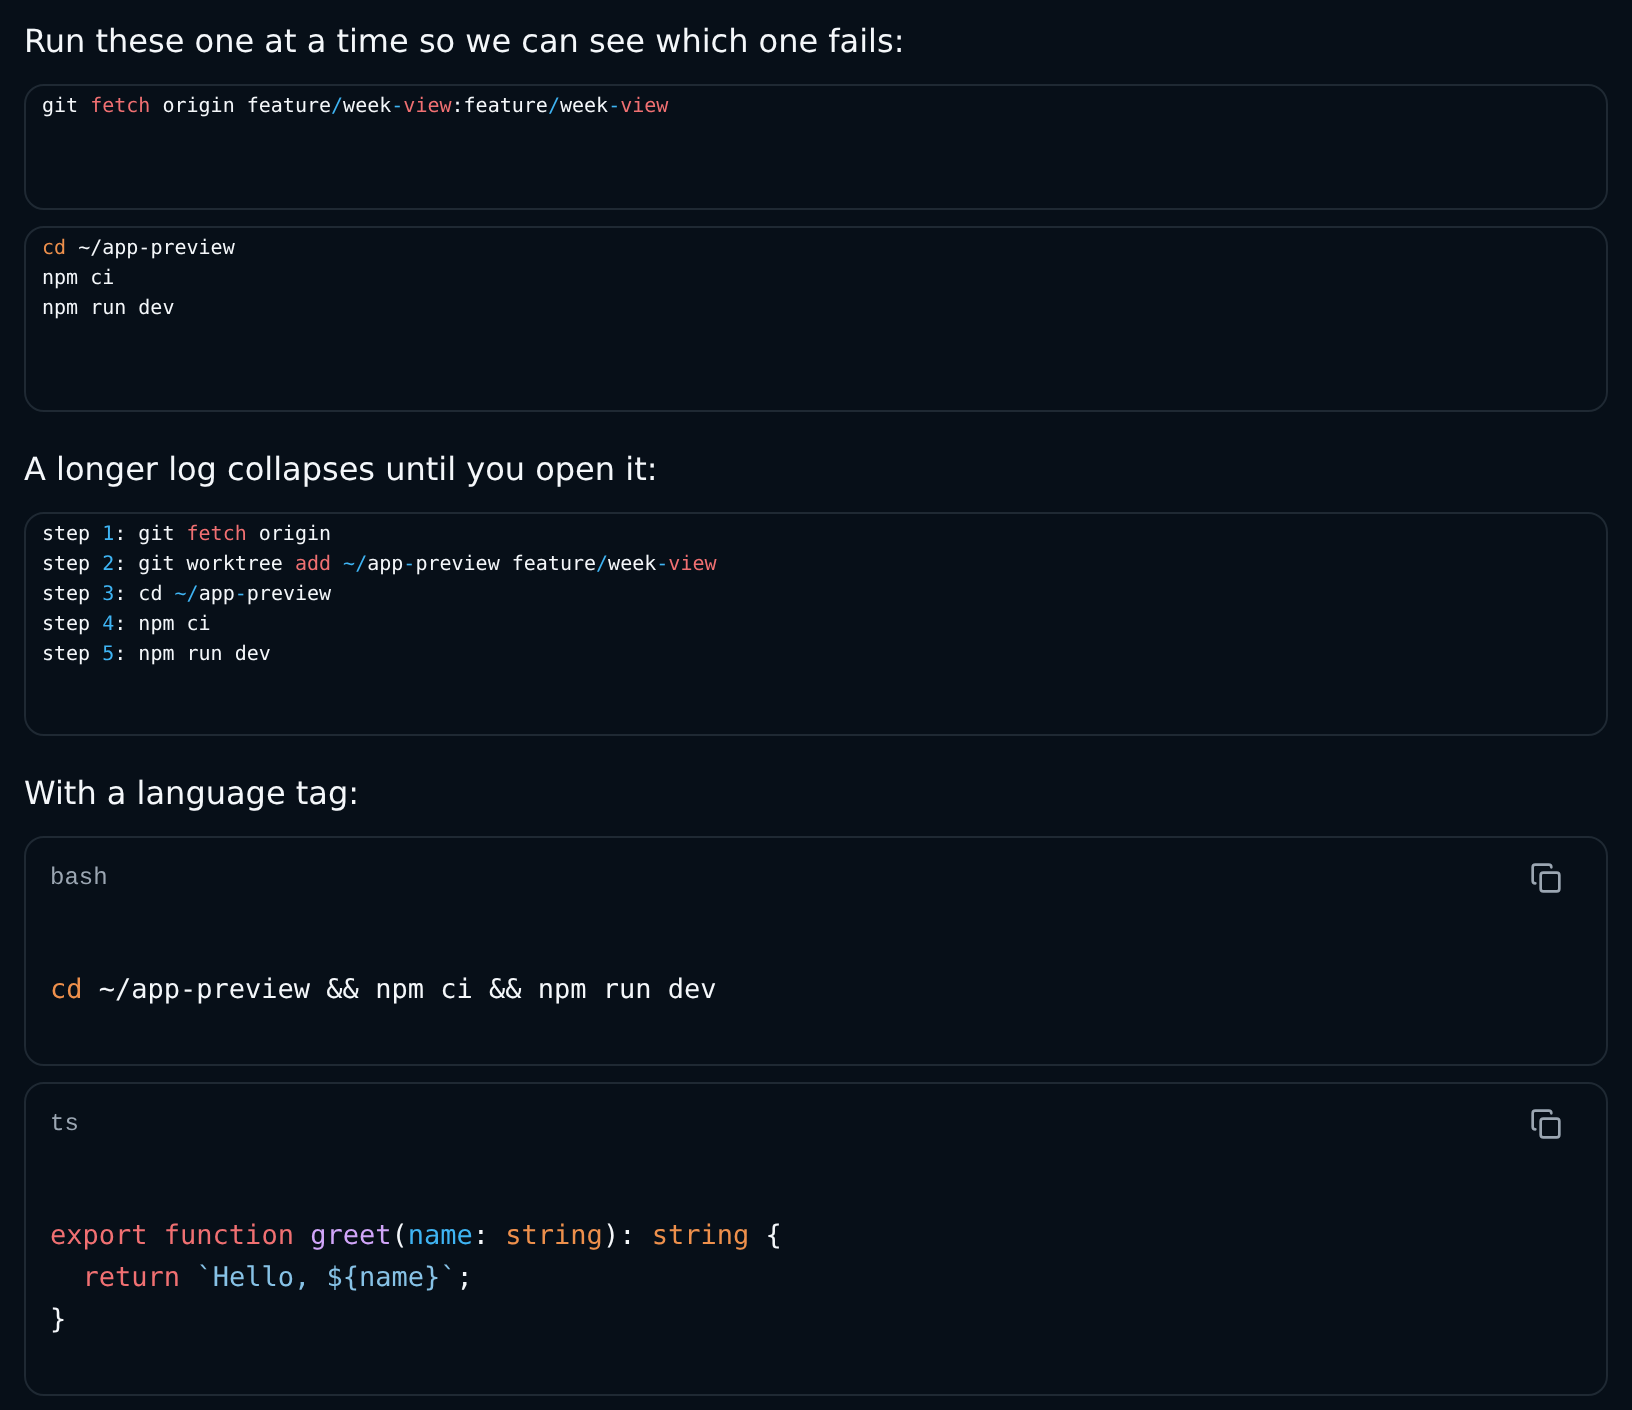 Run these one at a time so we can see which one fails:
git fetch origin feature/week-view:feature/week-view
cd ~/app-preview
npm ci
npm run dev
A longer log collapses until you open it:
step 1: git fetch origin
step 2: git worktree add ~/app-preview feature/week-view
step 3: cd ~/app-preview
step 4: npm ci
step 5: npm run dev
With a language tag:
bash
cd ~/app-preview && npm ci && npm run dev
ts
export function greet(name: string): string {
  return `Hello, ${name}`;
}